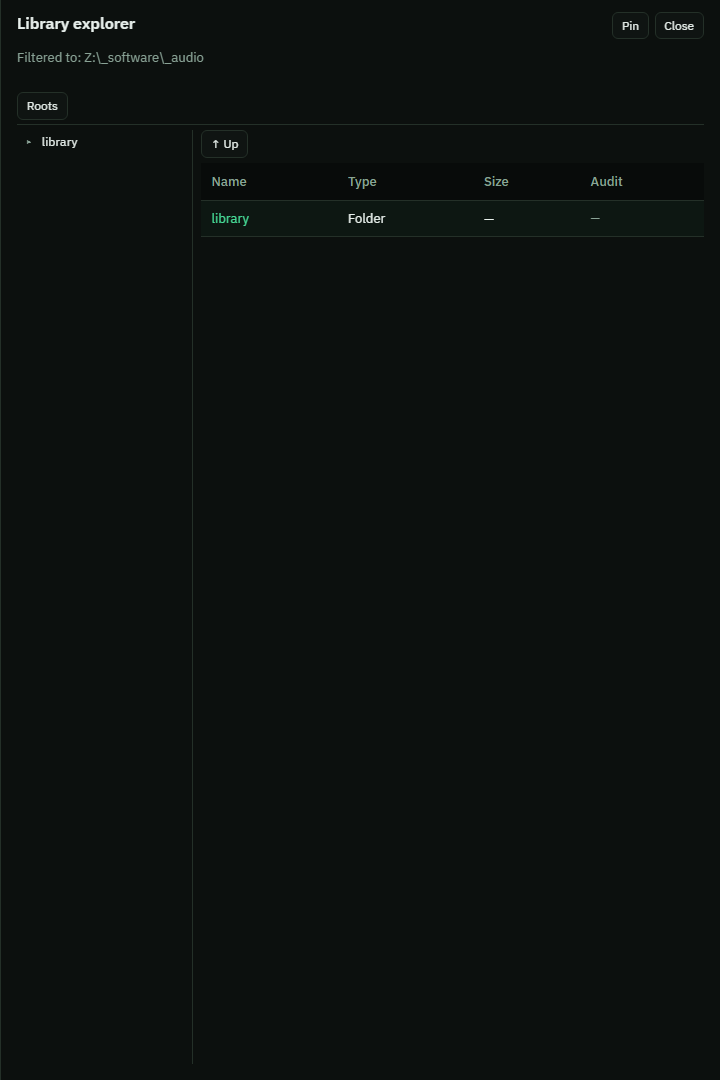 Library explorer
Pin
Close
Filtered to: Z:\_software\_audio
Roots
▸ library
↑ Up
Name Type Size Audit
library Folder — —